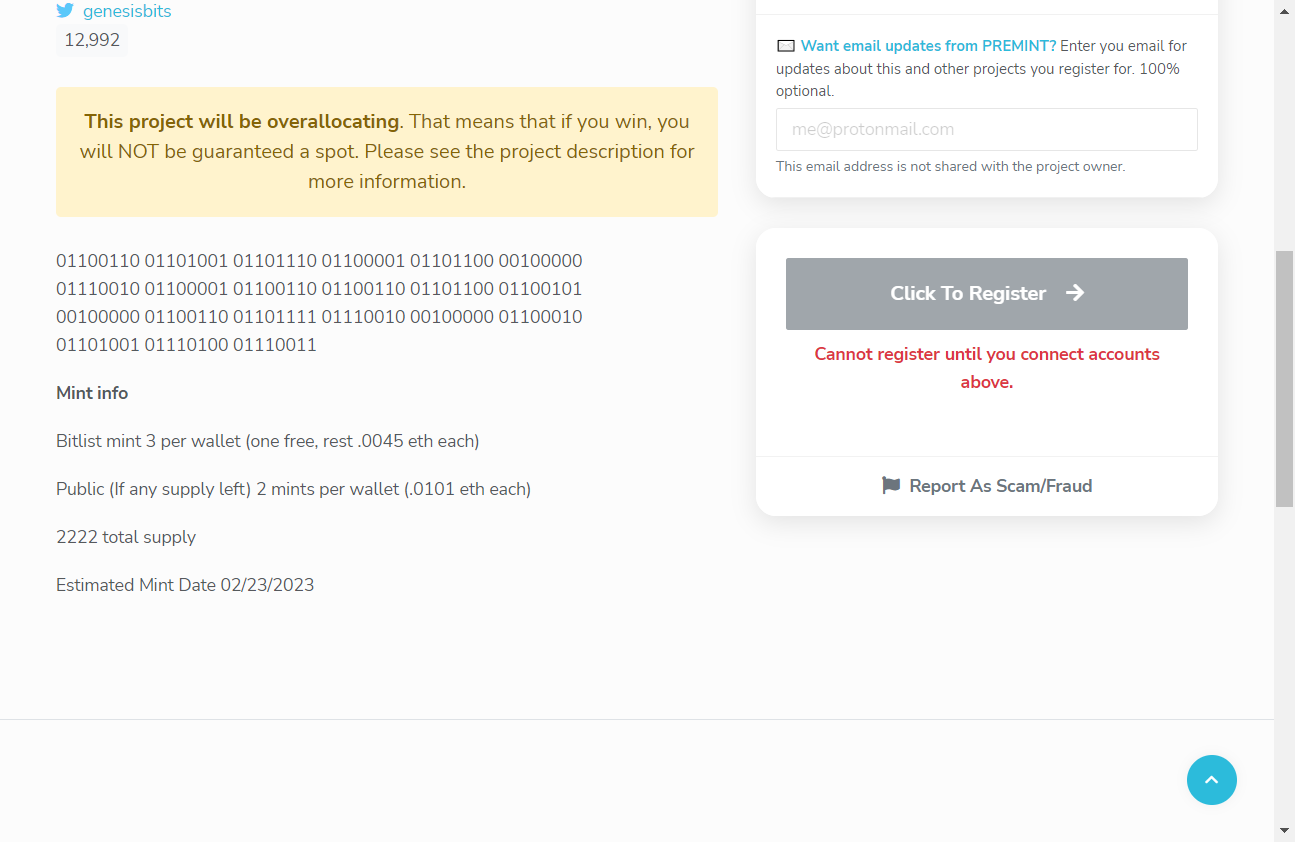 genesisbits
12,992
This project will be overallocating. That means that if you win, you
will NOT be guaranteed a spot. Please see the project description for
more information.
01100110 01101001 01101110 01100001 01101100 00100000
01110010 01100001 01100110 01100110 01101100 01100101
00100000 01100110 01101111 01110010 00100000 01100010
01101001 01110100 01110011
Mint info
Bitlist mint 3 per wallet (one free, rest .0045 eth each)
Public (If any supply left) 2 mints per wallet (.0101 eth each)
2222 total supply
Estimated Mint Date 02/23/2023
Want email updates from PREMINT? Enter you email for
updates about this and other projects you register for. 100%
optional.
me@protonmail.com
This email address is not shared with the project owner.
Click To Register
Cannot register until you connect accounts
above.
Report As Scam/Fraud